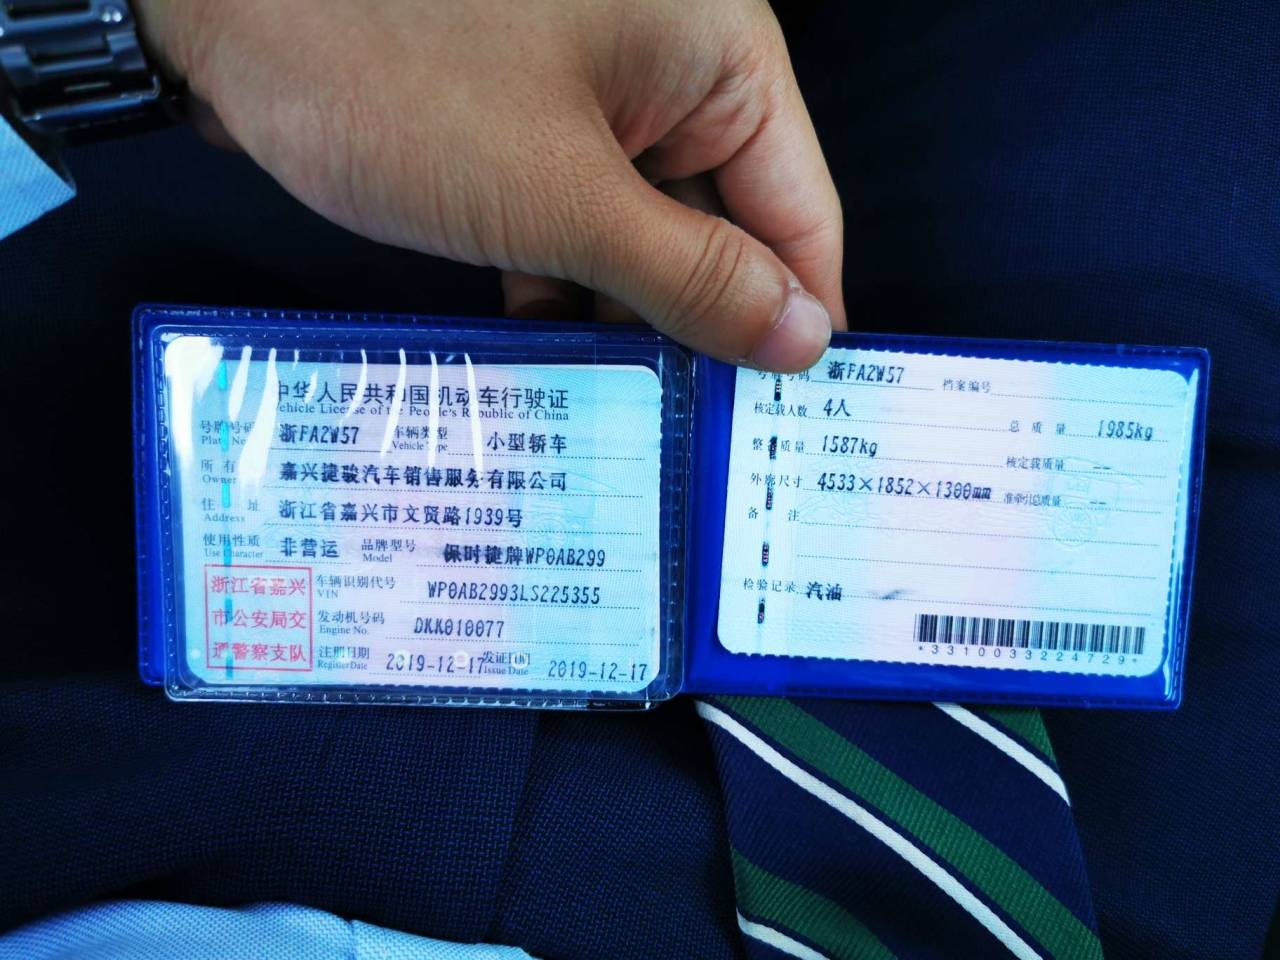 中华人民共和国机动车行驶证
Vehicle License of the People's Republic of China
号牌号码 浙FA2W57 车辆类型 小型轿车
Plate No. Vehicle Type
所有 嘉兴捷骏汽车销售服务有限公司
Owner
住 址 浙江省嘉兴市文贤路1939号
Address
使用性质 非营运 品牌型号 保时捷牌WP0AB299
Use Character Model
浙江省嘉兴
市公安局交
通警察支队
车辆识别代号 WP0AB2993LS225355
VIN
发动机号码 DKK010077
Engine No.
注册日期 2019-12-17 发证日期 2019-12-17
Register Date Issue Date
号牌号码 浙FA2W57 档案编号
核定载人数 4人 总 质 量 1985kg
整备质量 1587kg 核定载质量 --
外廓尺寸 4533×1852×1300mm 准牵引总质量 --
备 注
检验记录 汽油
*3310033224729*